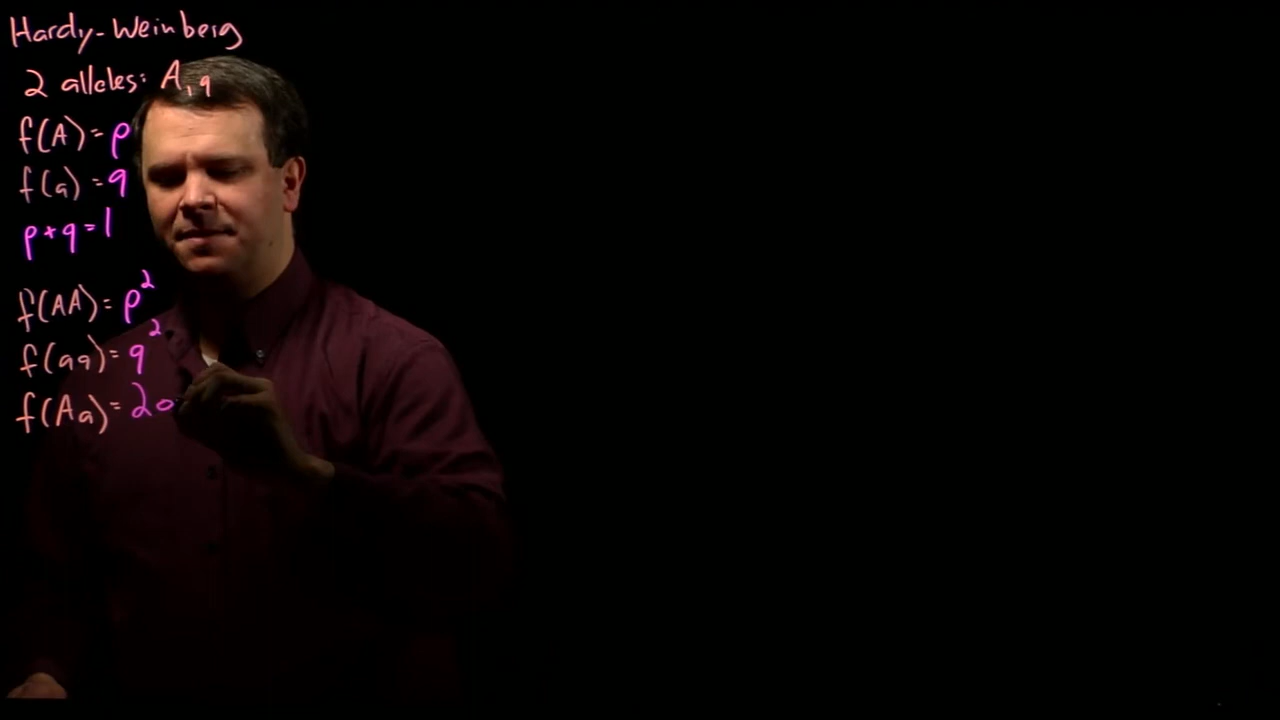 Hardy-Weinberg
2 alleles: A, a
f(A) = p
f(a) = q
p+q=1
f(AA) = p²
f(aa) = q²
f(Aa) = 2